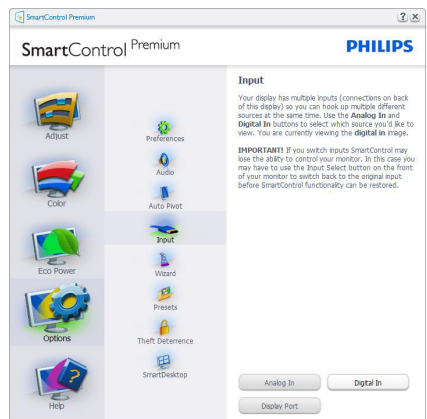 SmartControl Premium
SmartControl Premium
PHILIPS
Adjust
Color
Eco Power
Options
Help
Preferences
Audio
Auto Pivot
Input
Wizard
Presets
Theft Deterrence
SmartDesktop
Input
Your display has multiple inputs (connections on back
of this display) so you can hook up multiple different
sources at the same time. Use the Analog In and
Digital In buttons to select which source you'd like to
view. You are currently viewing the digital in image.
IMPORTANT! If you switch inputs SmartControl may
lose the ability to control your monitor. In this case you
may have to use the Input Select button on the front
of your monitor to switch back to the original input
before SmartControl functionality can be restored.
Analog In
Digital In
Display Port